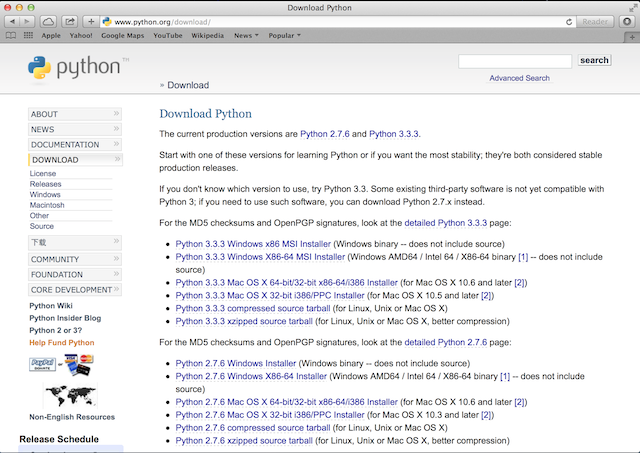 Download Python
www.python.org/download/
Reader
Apple Yahoo! Google Maps YouTube Wikipedia News Popular
python™
search
Advanced Search
» Download
ABOUT »
NEWS »
DOCUMENTATION »
DOWNLOAD »
License
Releases
Windows
Macintosh
Other
Source
下载 »
COMMUNITY »
FOUNDATION »
CORE DEVELOPMENT »
Python Wiki
Python Insider Blog
Python 2 or 3?
Help Fund Python
PayPal
DONATE
or
Non-English Resources
Release Schedule
Download Python
The current production versions are Python 2.7.6 and Python 3.3.3.
Start with one of these versions for learning Python or if you want the most stability; they're both considered stable
production releases.
If you don't know which version to use, try Python 3.3. Some existing third-party software is not yet compatible with
Python 3; if you need to use such software, you can download Python 2.7.x instead.
For the MD5 checksums and OpenPGP signatures, look at the detailed Python 3.3.3 page:
• Python 3.3.3 Windows x86 MSI Installer (Windows binary -- does not include source)
• Python 3.3.3 Windows X86-64 MSI Installer (Windows AMD64 / Intel 64 / X86-64 binary [1] -- does not include
source)
• Python 3.3.3 Mac OS X 64-bit/32-bit x86-64/i386 Installer (for Mac OS X 10.6 and later [2])
• Python 3.3.3 Mac OS X 32-bit i386/PPC Installer (for Mac OS X 10.5 and later [2])
• Python 3.3.3 compressed source tarball (for Linux, Unix or Mac OS X)
• Python 3.3.3 xzipped source tarball (for Linux, Unix or Mac OS X, better compression)
For the MD5 checksums and OpenPGP signatures, look at the detailed Python 2.7.6 page:
• Python 2.7.6 Windows Installer (Windows binary -- does not include source)
• Python 2.7.6 Windows X86-64 Installer (Windows AMD64 / Intel 64 / X86-64 binary [1] -- does not include
source)
• Python 2.7.6 Mac OS X 64-bit/32-bit x86-64/i386 Installer (for Mac OS X 10.6 and later [2])
• Python 2.7.6 Mac OS X 32-bit i386/PPC Installer (for Mac OS X 10.3 and later [2])
• Python 2.7.6 compressed source tarball (for Linux, Unix or Mac OS X)
• Python 2.7.6 xzipped source tarball (for Linux, Unix or Mac OS X, better compression)